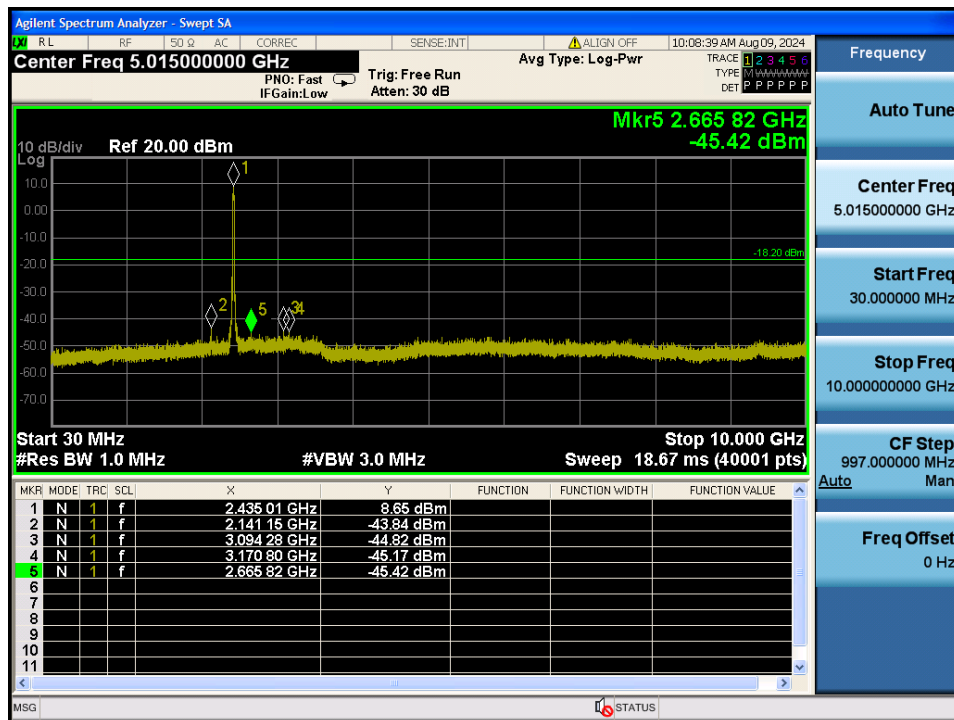 Agilent Spectrum Analyzer - Swept SA
LXI RL RF 50 Ω AC CORREC SENSE:INT ALIGN OFF 10:08:39 AM Aug 09, 2024
Center Freq 5.015000000 GHz
PNO: Fast
IFGain:Low
Trig: Free Run
Atten: 30 dB
Avg Type: Log-Pwr
TRACE 1 2 3 4 5 6
TYPE M WWWWW
DET P P P P P P
Mkr5 2.665 82 GHz
-45.42 dBm
10 dB/div Ref 20.00 dBm
Log
10.0
0.00
-10.0
-20.0
-30.0
-40.0
-50.0
-60.0
-70.0
1
2
5
3
4
-18.20 dBm
Start 30 MHz Stop 10.000 GHz
#Res BW 1.0 MHz #VBW 3.0 MHz Sweep 18.67 ms (40001 pts)
MKR MODE TRC SCL X Y FUNCTION FUNCTION WIDTH FUNCTION VALUE
1 N 1 f 2.435 01 GHz 8.65 dBm
2 N 1 f 2.141 15 GHz -43.84 dBm
3 N 1 f 3.094 28 GHz -44.82 dBm
4 N 1 f 3.170 80 GHz -45.17 dBm
5 N 1 f 2.665 82 GHz -45.42 dBm
6
7
8
9
10
11
MSG STATUS
Frequency
Auto Tune
Center Freq
5.015000000 GHz
Start Freq
30.000000 MHz
Stop Freq
10.000000000 GHz
CF Step
997.000000 MHz
Auto Man
Freq Offset
0 Hz